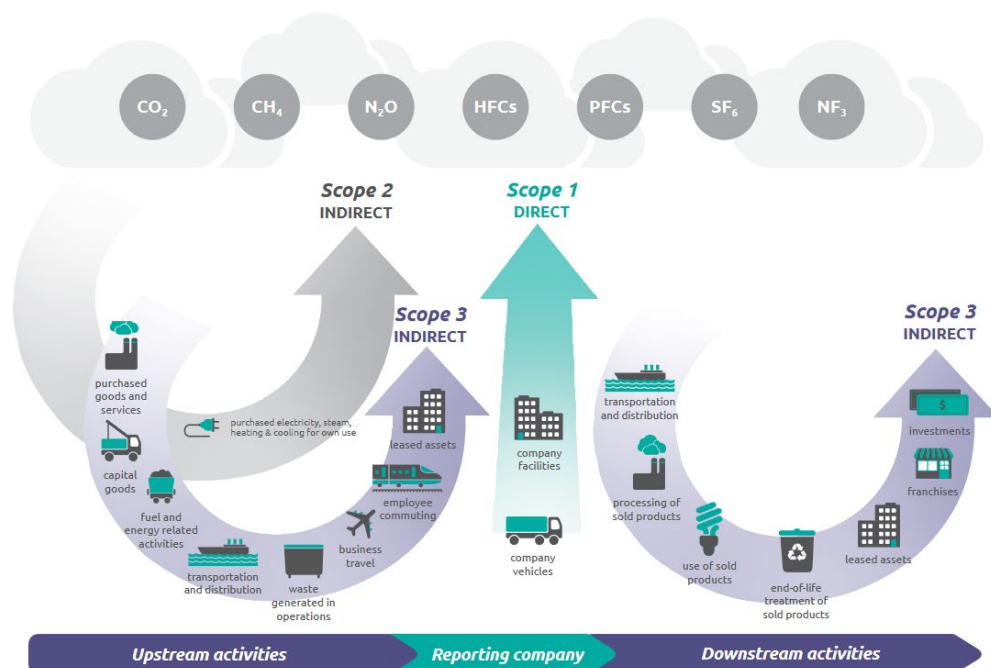 CO₂
CH₄
N₂O
HFCs
PFCs
SF₆
NF₃
Scope 2
INDIRECT
Scope 1
DIRECT
Scope 3
INDIRECT
Scope 3
INDIRECT
purchased
goods and
services
capital
goods
fuel and
energy related
activities
purchased electricity, steam,
heating & cooling for own use
transportation
and distribution
waste
generated in
operations
business
travel
employee
commuting
leased assets
company
facilities
company
vehicles
transportation
and distribution
processing of
sold products
use of sold
products
end-of-life
treatment of
sold products
leased assets
franchises
$
investments
Upstream activities
Reporting company
Downstream activities